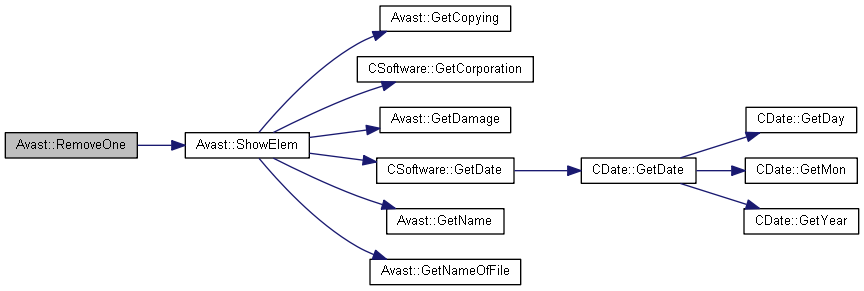 Avast::GetCopying
CSoftware::GetCorporation
Avast::GetDamage
CDate::GetDay
Avast::RemoveOne
Avast::ShowElem
CSoftware::GetDate
CDate::GetDate
CDate::GetMon
Avast::GetName
CDate::GetYear
Avast::GetNameOfFile